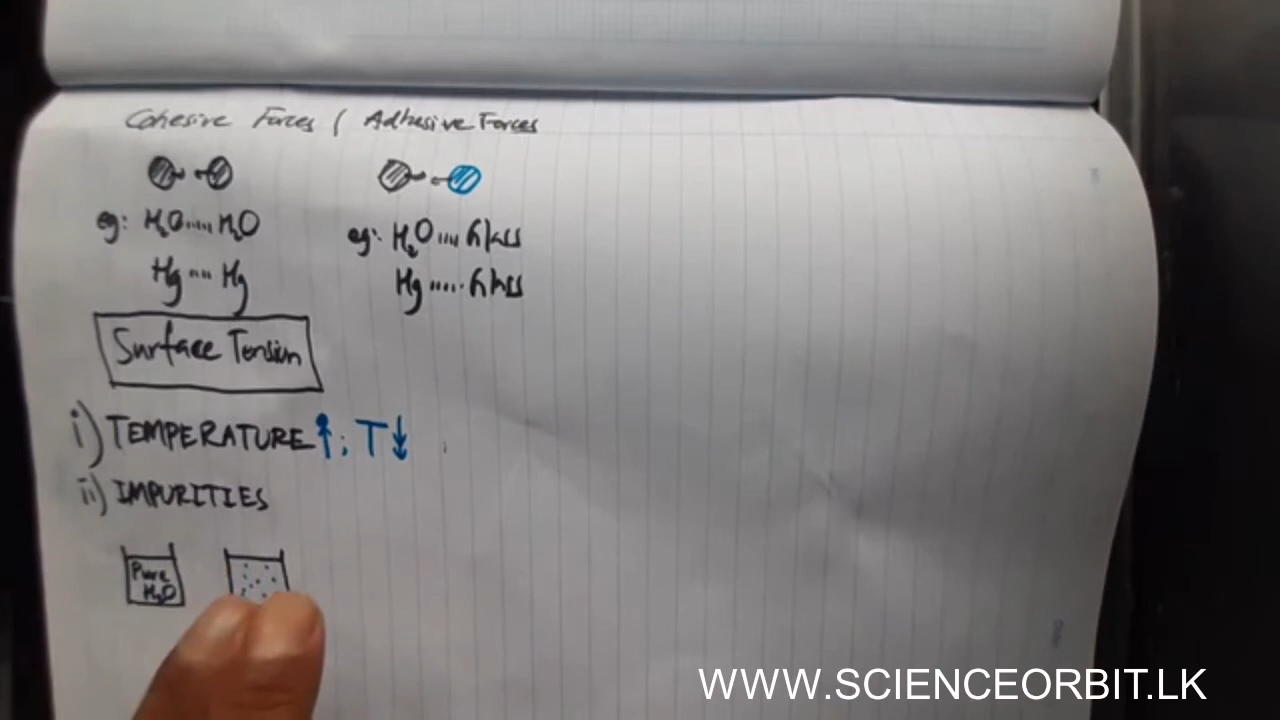 Cohesive Forces / Adhesive Forces
eg: H₂O.....H₂O
Hg....Hg
eg: H₂O....Glass
Hg.....Glass
Surface Tension
i) TEMPERATURE ↑; T↓
ii) IMPURITIES
Pure H₂O
WWW.SCIENCEORBIT.LK